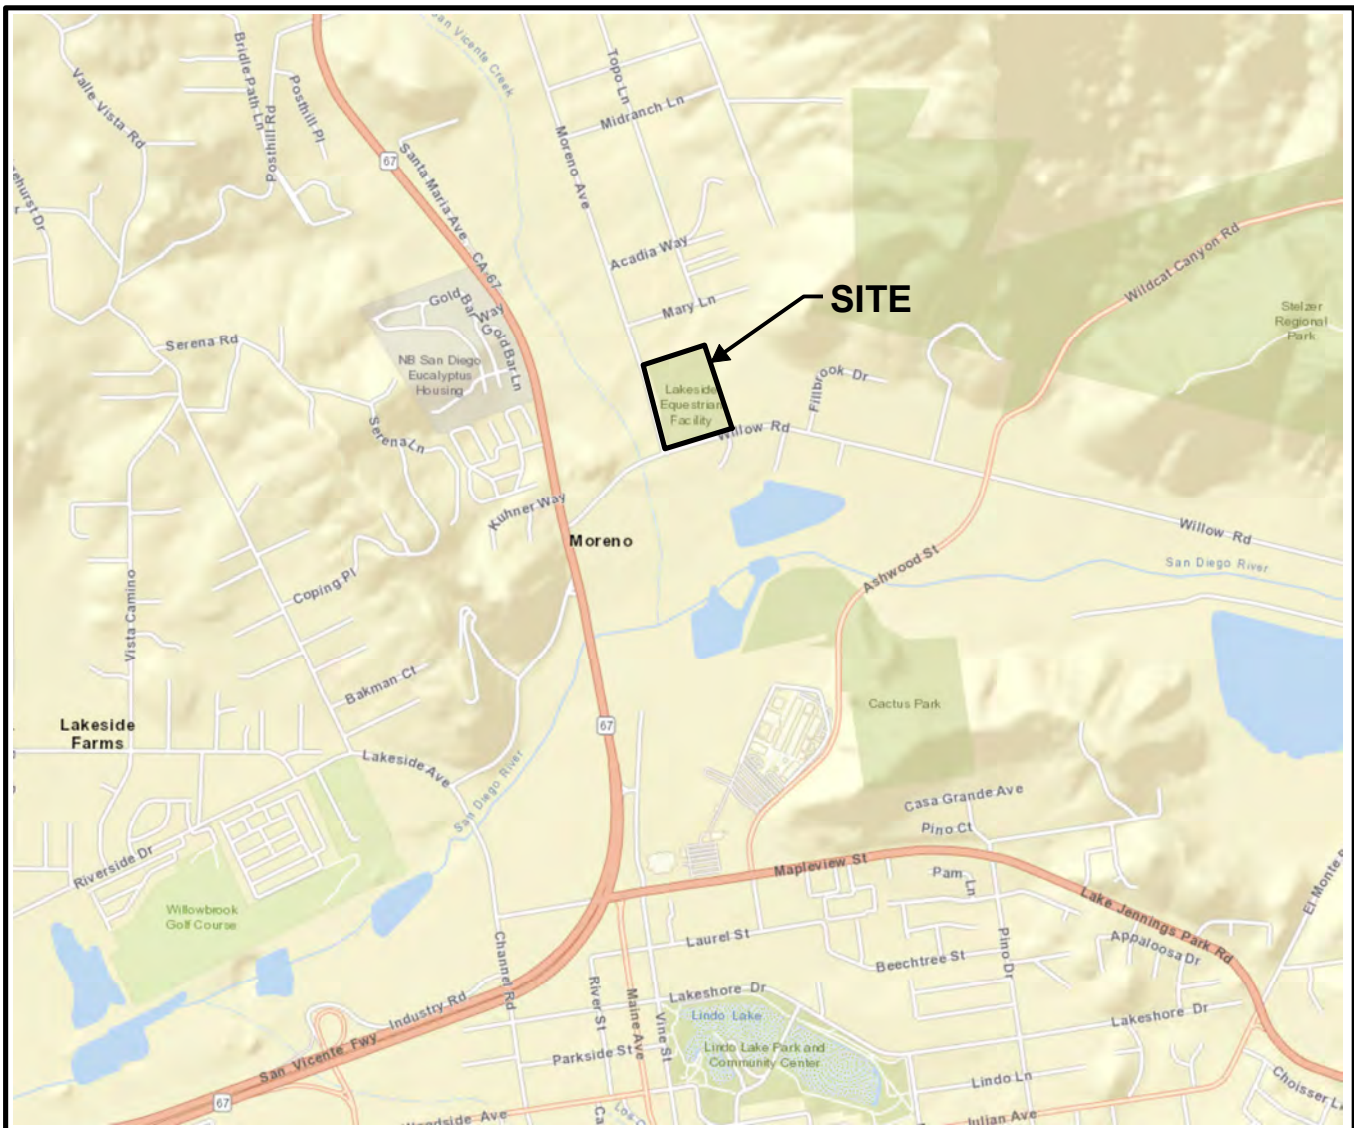 San Vicente Creek
Bridle Path Ln
Topo Ln
Valle Vista Rd
Posthill Rd
Posthill Pl
Midranch Ln
67
Santa Maria Ave
Moreno Ave
Wildcat Canyon Rd
Acadia Way
CA-67
SITE
Gold Bar Way
Mary Ln
Stelzer
Regional
Park
Serena Rd
Gold Bar Ln
NB San Diego
Eucalyptus
Housing
Lakeside
Equestrian
Facility
Fillbrook Dr
Serena Ln
Willow Rd
Kuhner Way
Moreno
Willow Rd
San Diego River
Ashwood St
Coping Pl
Vista Camino
Bakman Ct
Cactus Park
Lakeside
Farms
67
Lakeside Ave
San Diego River
Casa Grande Ave
Pino Ct
Riverside Dr
Mapleview St
Pam Ln
Lake Jennings Park Rd
El Monte
Willowbrook
Golf Course
Channel Rd
Laurel St
Pino Dr
Appaloosa Dr
Beechtree St
River St
Maine Ave
Vine St
Lakeshore Dr
Industry Rd
Lindo Lake
Lakeshore Dr
San Vicente Fwy
Parkside St
Lindo Lake Park and
Community Center
Lindo Ln
Choisser
67
Julian Ave